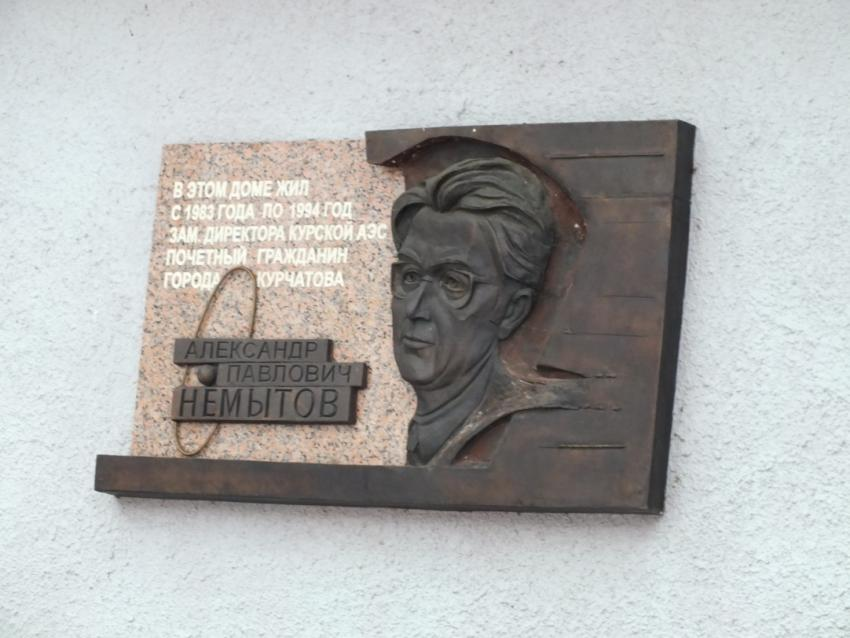 В ЭТОМ ДОМЕ ЖИЛ
С 1983 ГОДА ПО 1994 ГОД
ЗАМ. ДИРЕКТОРА КУРСКОЙ АЭС
ПОЧЕТНЫЙ ГРАЖДАНИН
ГОРОДА КУРЧАТОВА
АЛЕКСАНДР
ПАВЛОВИЧ
НЕМЫТОВ